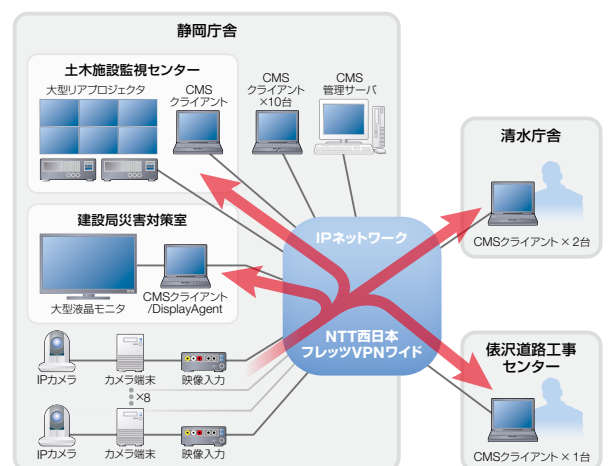 静岡庁舎
土木施設監視センター
大型リアプロジェクタ
CMS
クライアント
CMS
クライアント
×10台
CMS
管理サーバ
建設局災害対策室
大型液晶モニタ
CMSクライアント
/DisplayAgent
IPネットワーク
NTT西日本
フレッツVPNワイド
IPカメラ
カメラ端末
映像入力
×8
IPカメラ
カメラ端末
映像入力
清水庁舎
CMSクライアント×2台
俵沢道路工事
センター
CMSクライアント×1台